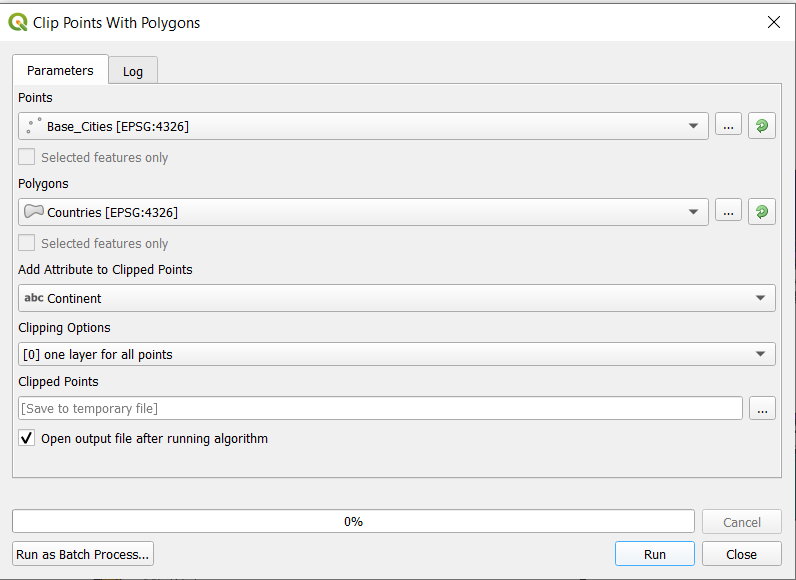 Clip Points With Polygons
Parameters
Log
Points
Base_Cities [EPSG:4326]
...
Selected features only
Polygons
Countries [EPSG:4326]
...
Selected features only
Add Attribute to Clipped Points
abc Continent
Clipping Options
[0] one layer for all points
Clipped Points
[Save to temporary file]
...
Open output file after running algorithm
0%
Cancel
Run as Batch Process...
Run
Close